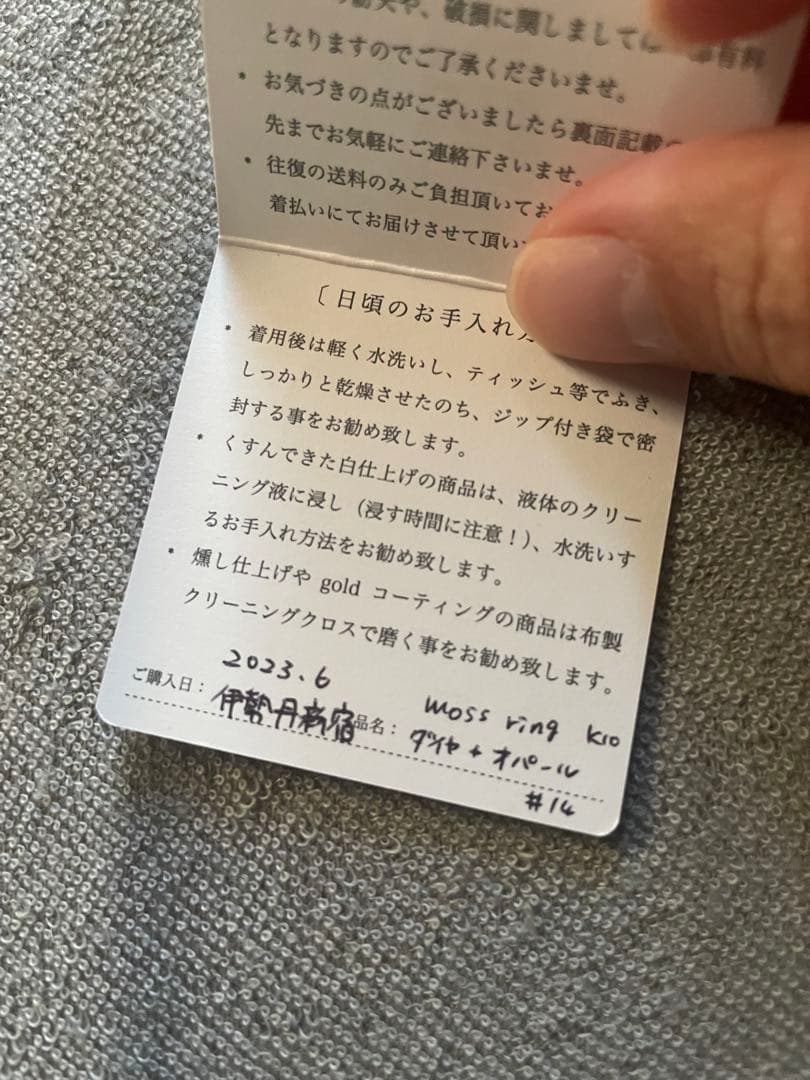 破損に関しましては
となりますのでご了承くださいませ。
* お気づきの点がございましたら裏面記載
先までお気軽にご連絡下さいませ。
* 往復の送料のみご負担頂いて
着払いにてお届けさせて頂い
〔日頃のお手入れ
* 着用後は軽く水洗いし、ティッシュ等でふき、
しっかりと乾燥させたのち、ジップ付き袋で密
封する事をお勧め致します。
* くすんできた白仕上げの商品は、液体のクリー
ニング液に浸し（浸す時間に注意！）、水洗いす
るお手入れ方法をお勧め致します。
* 燻し仕上げや gold コーティングの商品は布製
クリーニングクロスで磨く事をお勧め致します。
ご購入日： 2023.6 伊勢丹新宿
品名： moss ring K10
ダイヤ + オパール
#14